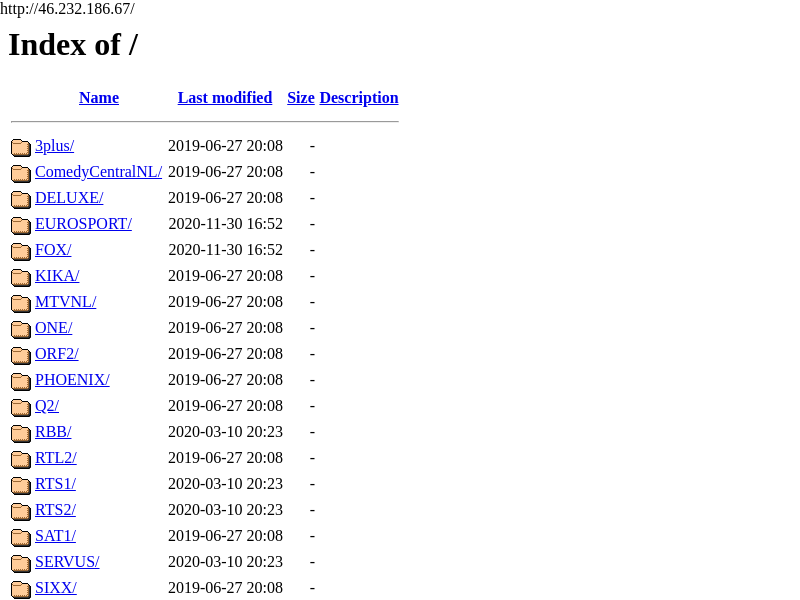 http://46.232.186.67/
Index of /
Name Last modified Size Description
3plus/ 2019-06-27 20:08 -
ComedyCentralNL/ 2019-06-27 20:08 -
DELUXE/ 2019-06-27 20:08 -
EUROSPORT/ 2020-11-30 16:52 -
FOX/ 2020-11-30 16:52 -
KIKA/ 2019-06-27 20:08 -
MTVNL/ 2019-06-27 20:08 -
ONE/ 2019-06-27 20:08 -
ORF2/ 2019-06-27 20:08 -
PHOENIX/ 2019-06-27 20:08 -
Q2/ 2019-06-27 20:08 -
RBB/ 2020-03-10 20:23 -
RTL2/ 2019-06-27 20:08 -
RTS1/ 2020-03-10 20:23 -
RTS2/ 2020-03-10 20:23 -
SAT1/ 2019-06-27 20:08 -
SERVUS/ 2020-03-10 20:23 -
SIXX/ 2019-06-27 20:08 -